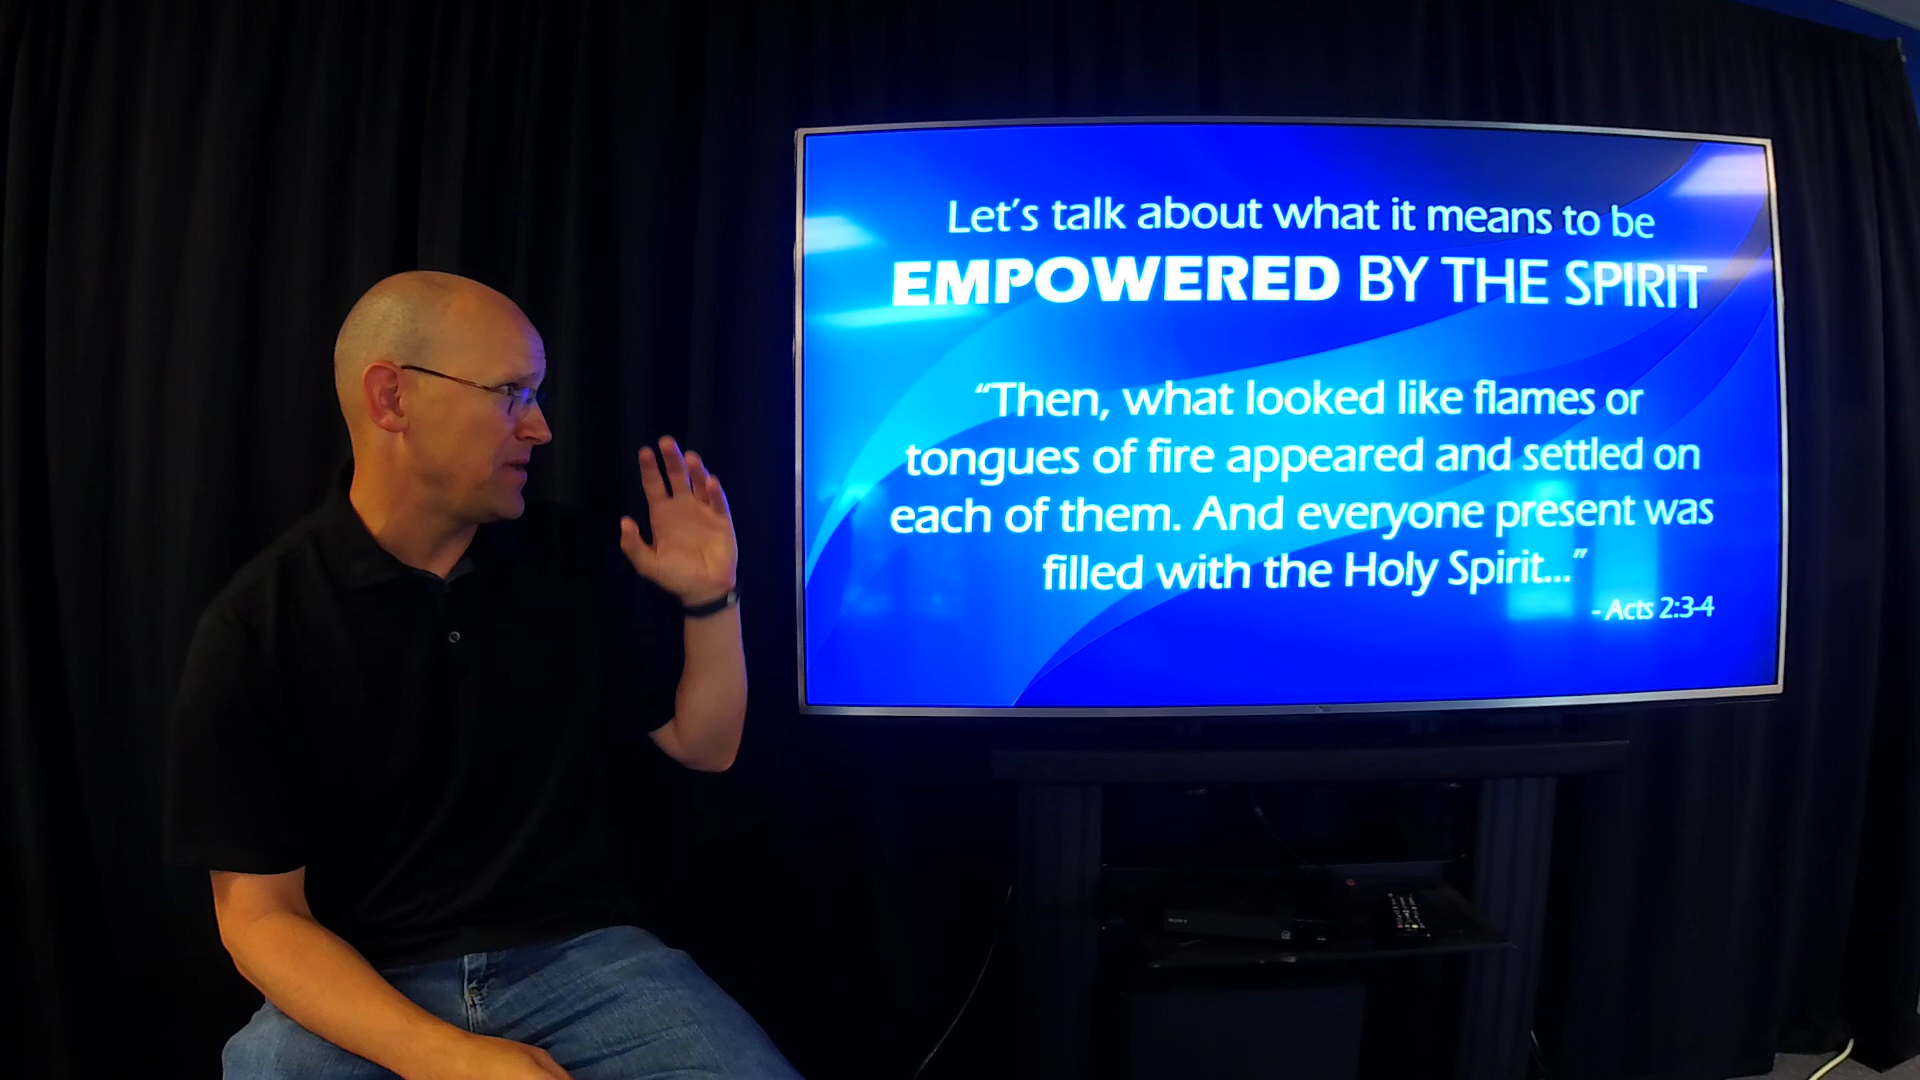 Let's talk about what it means to be
EMPOWERED BY THE SPIRIT
“Then, what looked like flames or
tongues of fire appeared and settled on
each of them. And everyone present was
filled with the Holy Spirit...”
- Acts 2:3-4
SONY